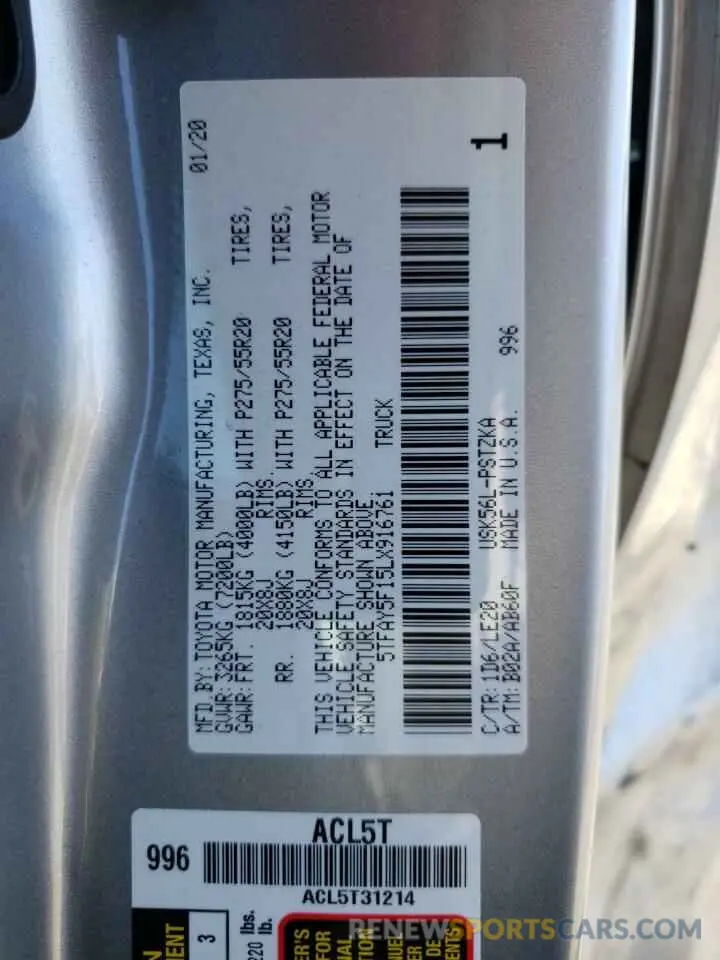 MFD.BY:TOYOTA MOTOR MANUFACTURING, TEXAS, INC. 01/20
GVWR:3265KG (7200LB)
GAWR:FRT. 1815KG (4000LB) WITH P275/55R20 TIRES,
20X8J RIMS.
RR. 1880KG (4150LB) WITH P275/55R20 TIRES,
20X8J RIMS.
THIS VEHICLE CONFORMS TO ALL APPLICABLE FEDERAL MOTOR
VEHICLE SAFETY STANDARDS IN EFFECT ON THE DATE OF
MANUFACTURE SHOWN ABOVE.
5TFAY5F15LX916761 TRUCK
1
C/TR:1D6/LE20 USK56L-PSTZKA
A/TM:B02A/AB60F MADE IN U.S.A. 996
ACL5T
996
ACL5T31214
3
220 lbs.
lb.
RENEWSPORTSCARS.COM